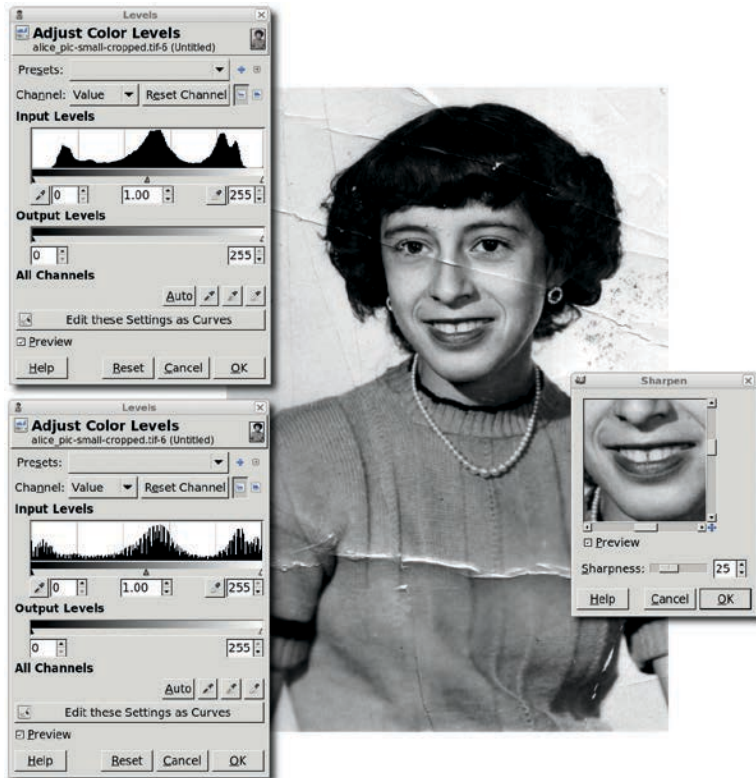 Levels
Adjust Color Levels
alice_pic-small-cropped.tif-6 (Untitled)
Presets:
Channel: Value Reset Channel
Input Levels
0 1.00 255
Output Levels
0 255
All Channels
Auto
Edit these Settings as Curves
Preview
Help Reset Cancel OK
Levels
Adjust Color Levels
alice_pic-small-cropped.tif-6 (Untitled)
Presets:
Channel: Value Reset Channel
Input Levels
0 1.00 255
Output Levels
0 255
All Channels
Auto
Edit these Settings as Curves
Preview
Help Reset Cancel OK
Sharpen
Preview
Sharpness: 25
Help Cancel OK